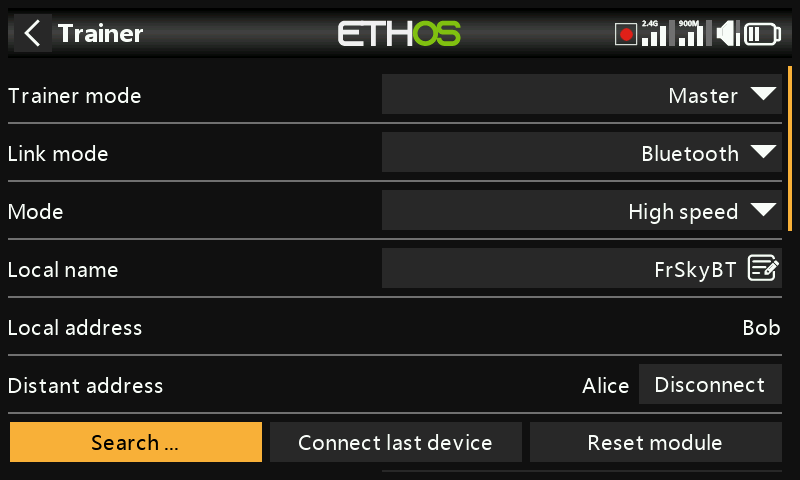 Trainer
ETHOS
2.4G
900M
Trainer mode
Master
Link mode
Bluetooth
Mode
High speed
Local name
FrSkyBT
Local address
Bob
Distant address
Alice
Disconnect
Search ...
Connect last device
Reset module